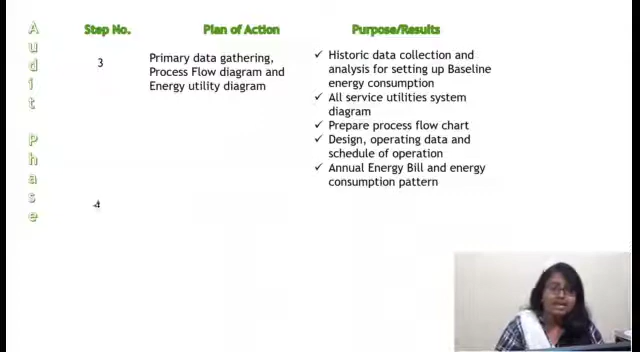 Audit Phase
Step No. Plan of Action Purpose/Results
3
Primary data gathering,
Process Flow diagram and
Energy utility diagram
✓ Historic data collection and
analysis for setting up Baseline
energy consumption
✓ All service utilities system
diagram
✓ Prepare process flow chart
✓ Design, operating data and
schedule of operation
✓ Annual Energy Bill and energy
consumption pattern
4